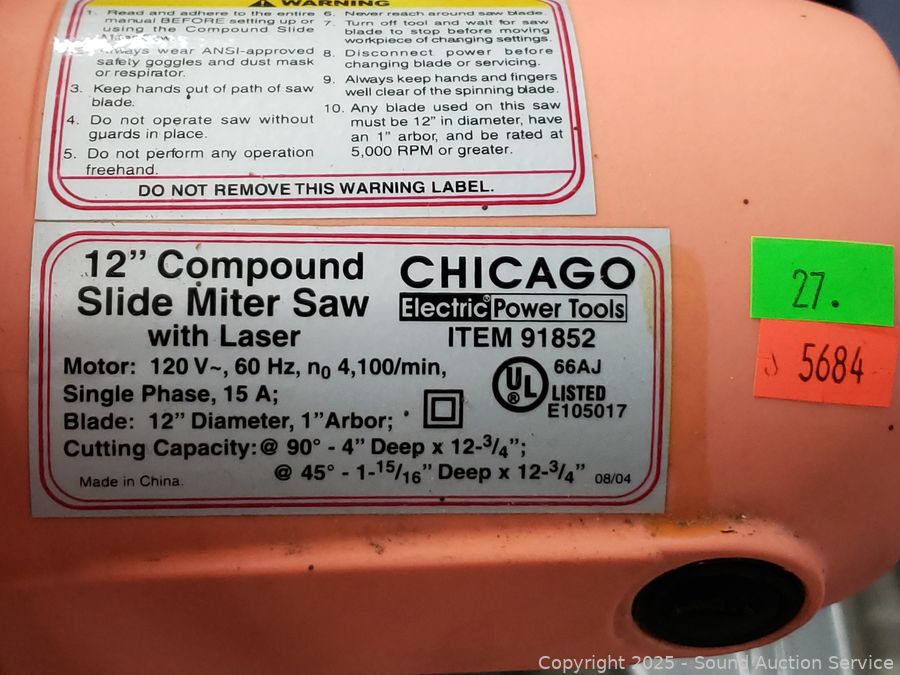 WARNING
1. Read and adhere to the entire
manual BEFORE setting up or
using the Compound Slide
Always wear ANSI-approved
safety goggles and dust mask
or respirator.
3. Keep hands out of path of saw
blade.
4. Do not operate saw without
guards in place.
5. Do not perform any operation
freehand.
6. Never reach around saw blade.
7. Turn off tool and wait for saw
blade to stop before moving
workpiece of changing settings.
8. Disconnect power before
changing blade or servicing.
9. Always keep hands and fingers
well clear of the spinning blade.
10. Any blade used on this saw
must be 12" in diameter, have
an 1" arbor, and be rated at
5,000 RPM or greater.
DO NOT REMOVE THIS WARNING LABEL.
12" Compound
Slide Miter Saw
with Laser
CHICAGO
Electric® Power Tools
ITEM 91852
Motor: 120 V~, 60 Hz, n₀ 4,100/min,
Single Phase, 15 A;
Blade: 12" Diameter, 1" Arbor;
Cutting Capacity: @ 90° - 4" Deep x 12-3/4";
@ 45° - 1-15/16" Deep x 12-3/4"
UL ®
66AJ
LISTED
E105017
Made in China.
08/04
27.
5684
Copyright 2025 - Sound Auction Service